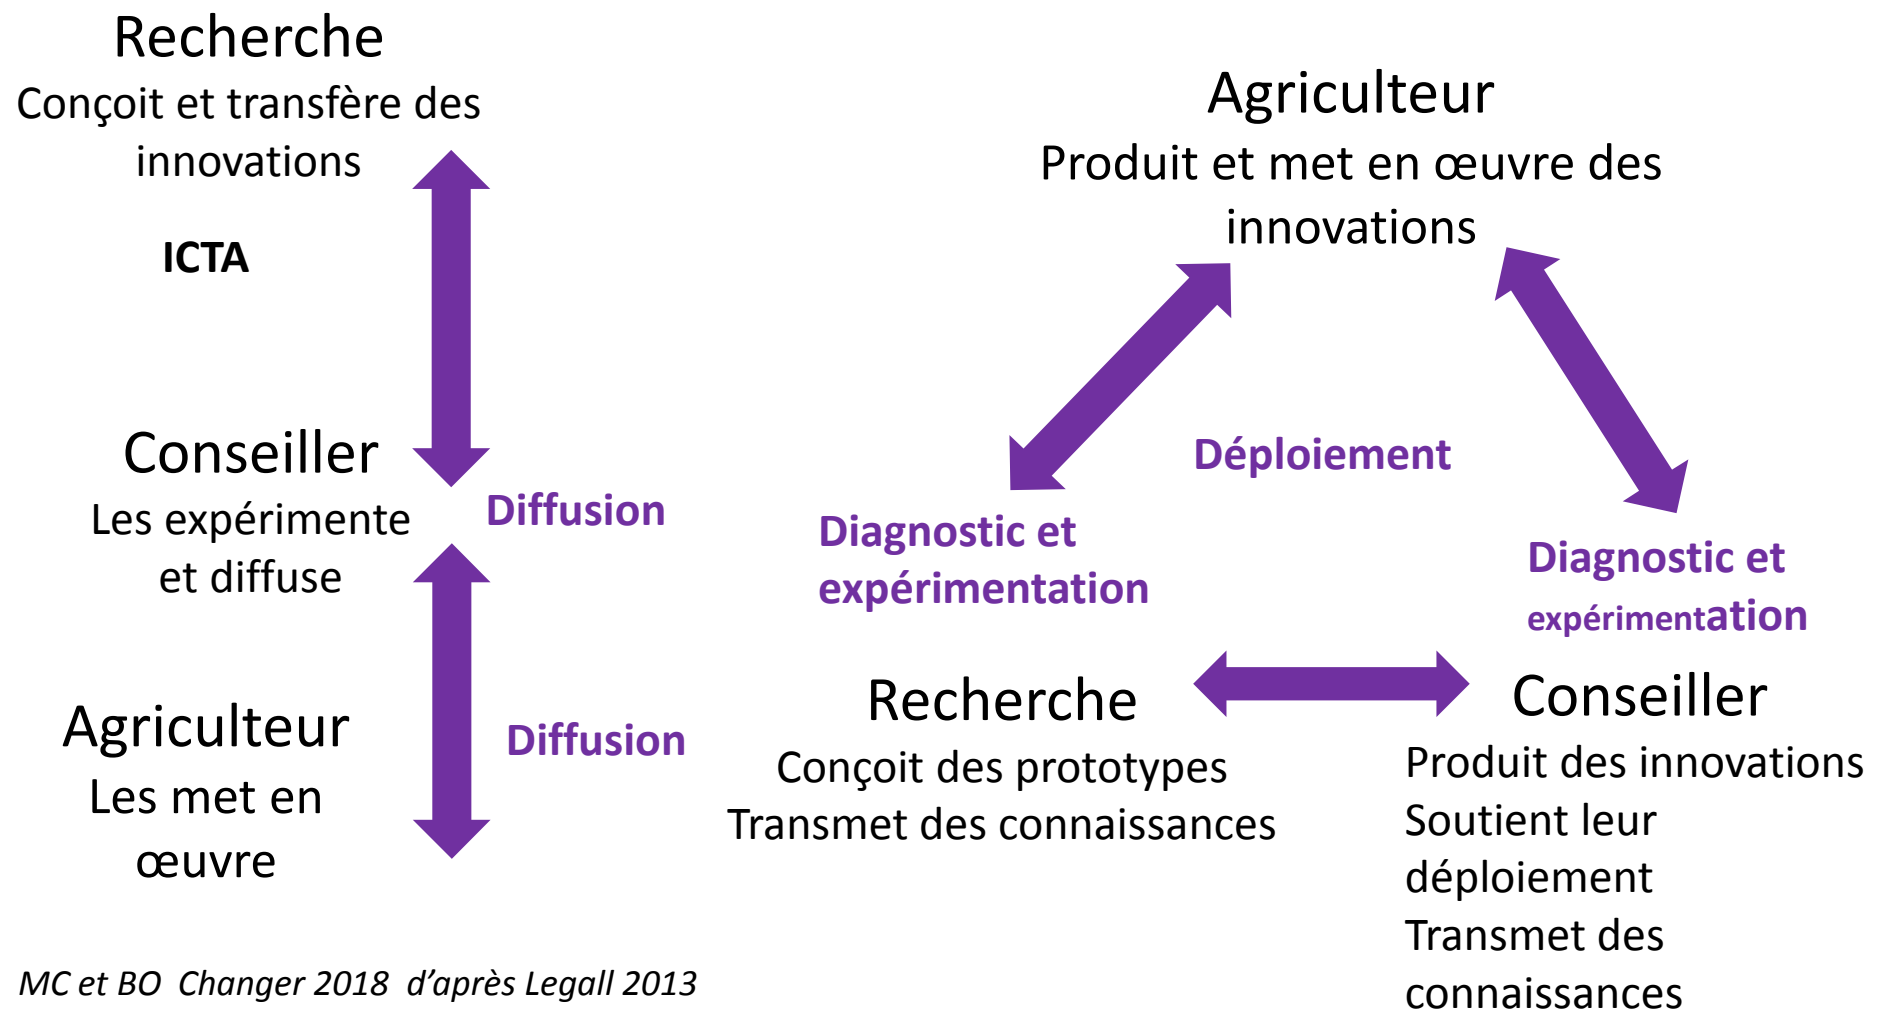 Recherche
Conçoit et transfère des
innovations
ICTA
Conseiller
Les expérimente
et diffuse
Diffusion
Agriculteur
Les met en
œuvre
Diffusion
MC et BO Changer 2018 d’après Legall 2013
Agriculteur
Produit et met en œuvre des
innovations
Déploiement
Diagnostic et
expérimentation
Diagnostic et
expérimentation
Recherche
Conçoit des prototypes
Transmet des connaissances
Conseiller
Produit des innovations
Soutient leur
déploiement
Transmet des
connaissances